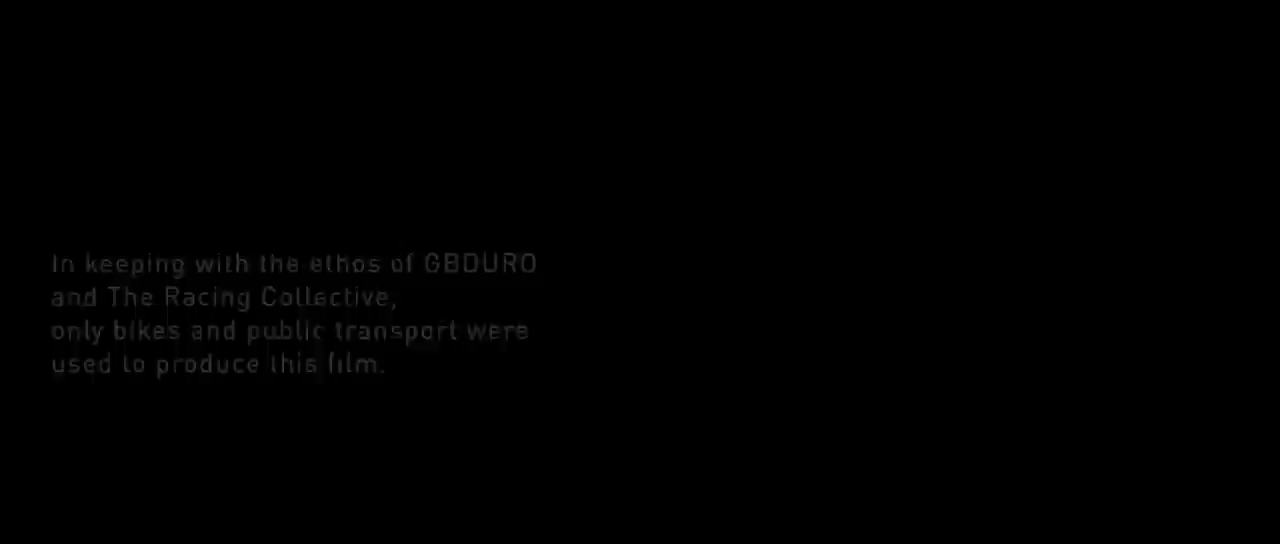 In keeping with the ethos of GBDURO
and The Racing Collective,
only bikes and public transport were
used to produce this film.